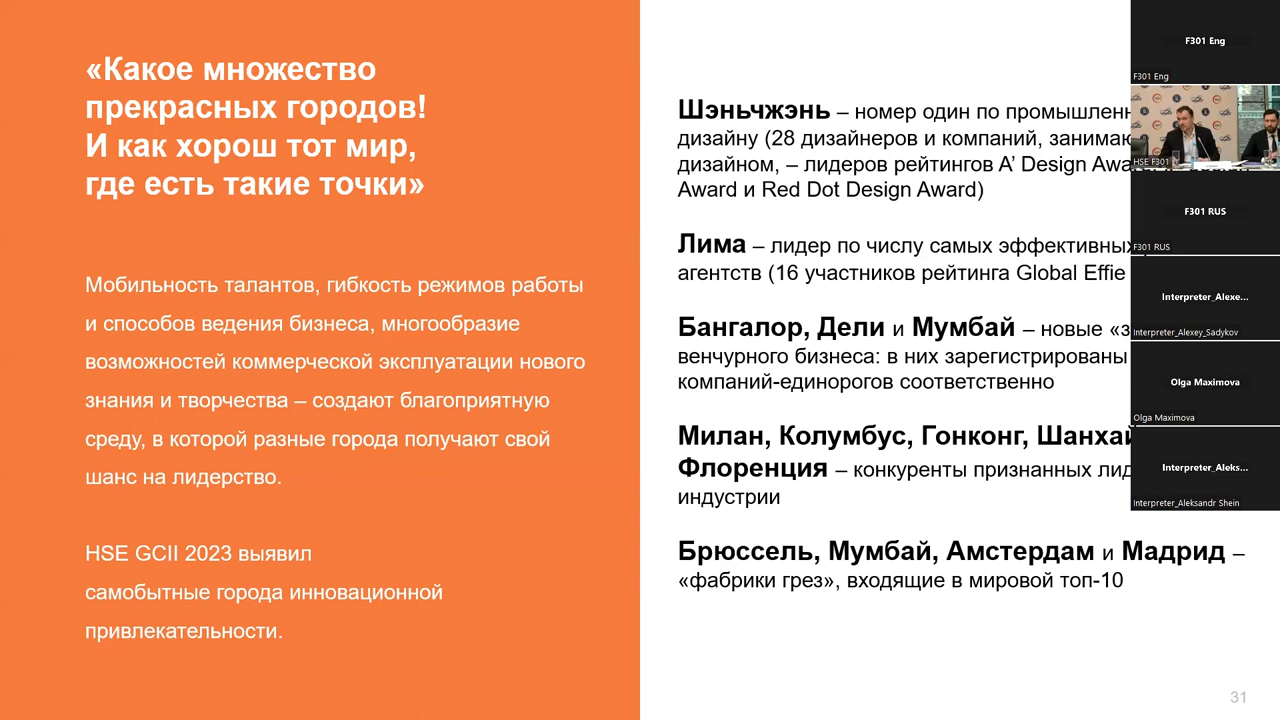 «Какое множество
прекрасных городов!
И как хорош тот мир,
где есть такие точки»
Мобильность талантов, гибкость режимов работы
и способов ведения бизнеса, многообразие
возможностей коммерческой эксплуатации нового
знания и творчества – создают благоприятную
среду, в которой разные города получают свой
шанс на лидерство.
HSE GCII 2023 выявил
самобытные города инновационной
привлекательности.
Шэньчжэнь – номер один по
дизайну (28 дизайнеров и компаний,
дизайном, – лидеров рейтингов A’ Design
Award и Red Dot Design Award)
Лима – лидер по числу самых эффективных
агентств (16 участников рейтинга Global Effie
Бангалор, Дели и Мумбай – новые
венчурного бизнеса: в них зарегистрированы
компаний-единорогов соответственно
Милан, Колумбус, Гонконг,
Флоренция – конкуренты признанных
индустрии
Брюссель, Мумбай, Амстердам и Мадрид –
«фабрики грез», входящие в мировой топ-10
31
F301 Eng
F301 Eng
HSE F301
F301 RUS
F301 RUS
Interpreter_Alexe...
Interpreter_Alexey_Sadykov
Olga Maximova
Olga Maximova
Interpreter_Aleks...
Interpreter_Aleksandr Shein